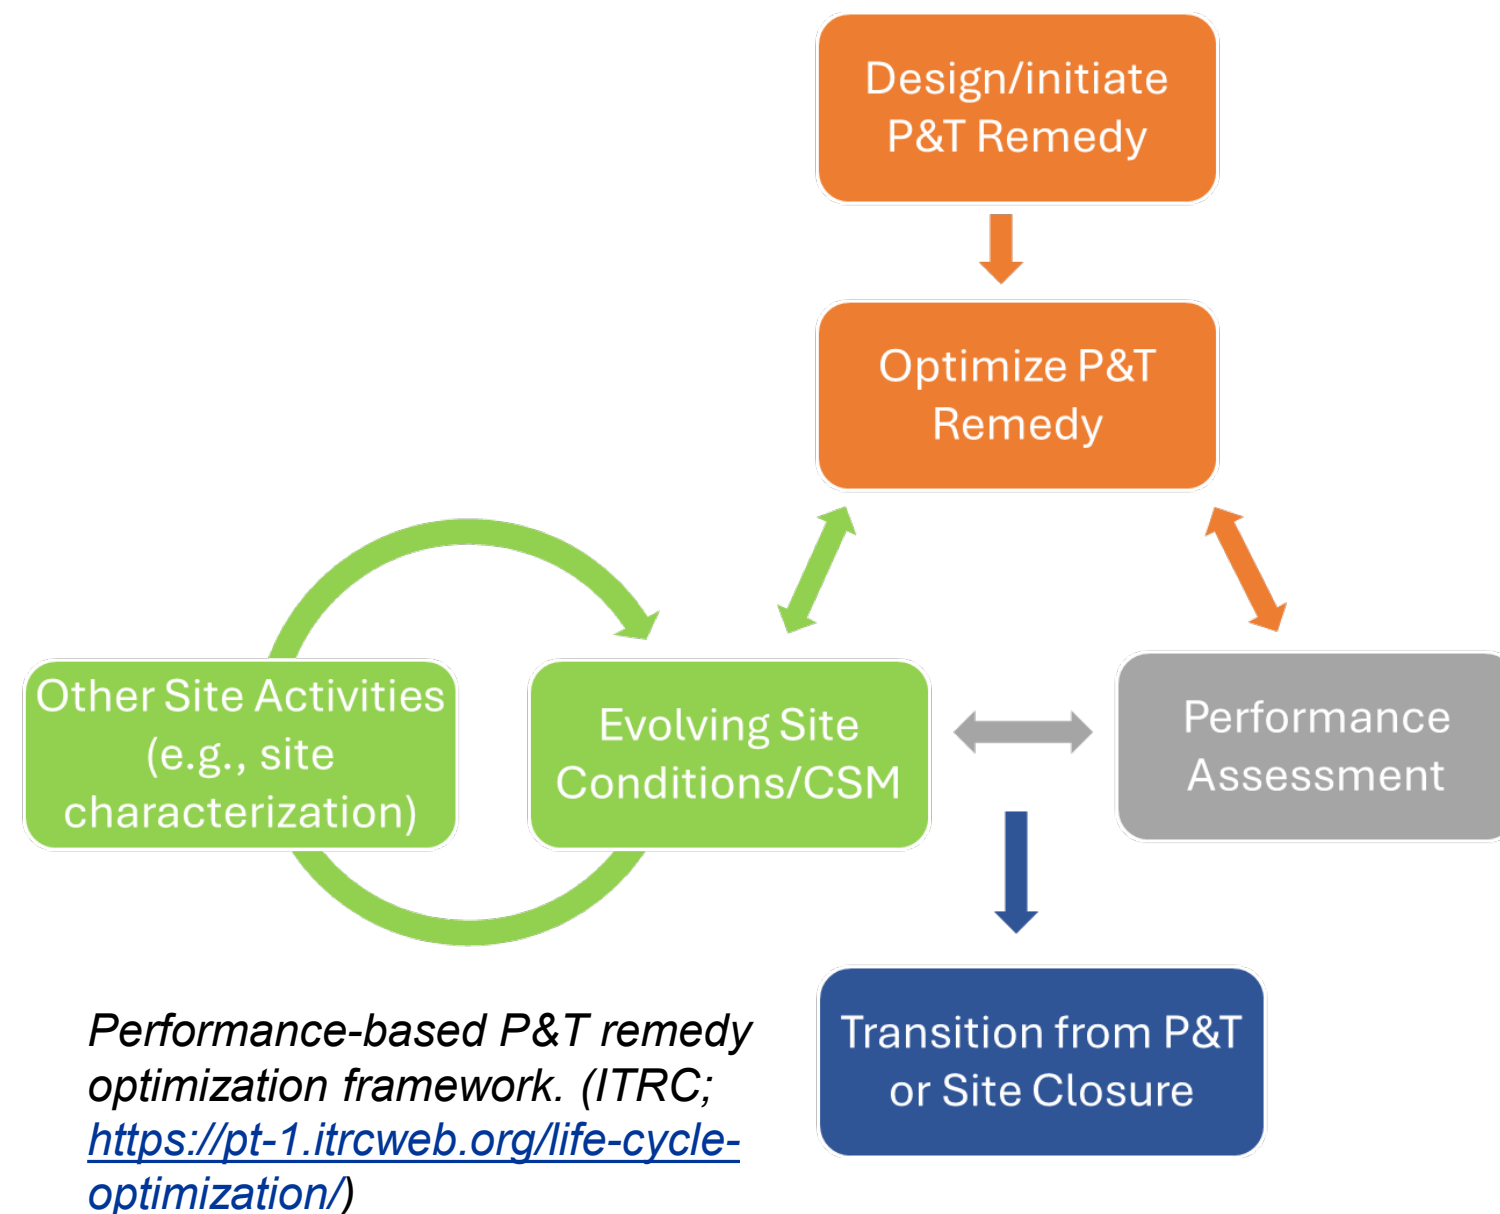 Design/initiate
P&T Remedy
Optimize P&T
Remedy
Other Site Activities
(e.g., site
characterization)
Evolving Site
Conditions/CSM
Performance
Assessment
Transition from P&T
or Site Closure
Performance-based P&T remedy
optimization framework. (ITRC;
https://pt-1.itrcweb.org/life-cycle-
optimization/)